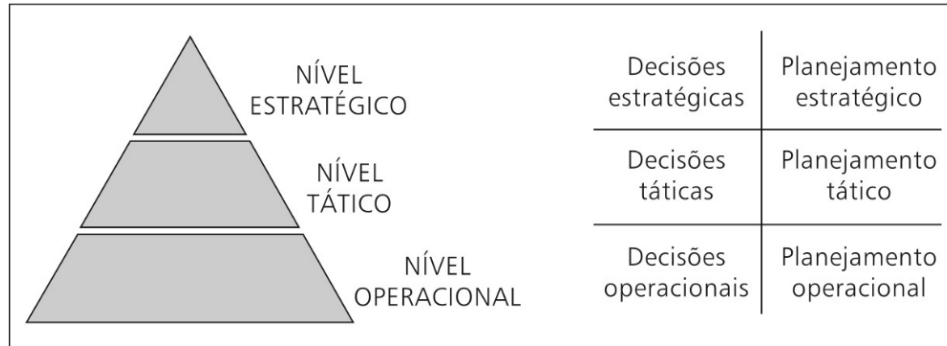 NÍVEL
ESTRATÉGICO
Decisões
estratégicas
Planejamento
estratégico
NÍVEL
TÁTICO
Decisões
táticas
Planejamento
tático
NÍVEL
OPERACIONAL
Decisões
operacionais
Planejamento
operacional